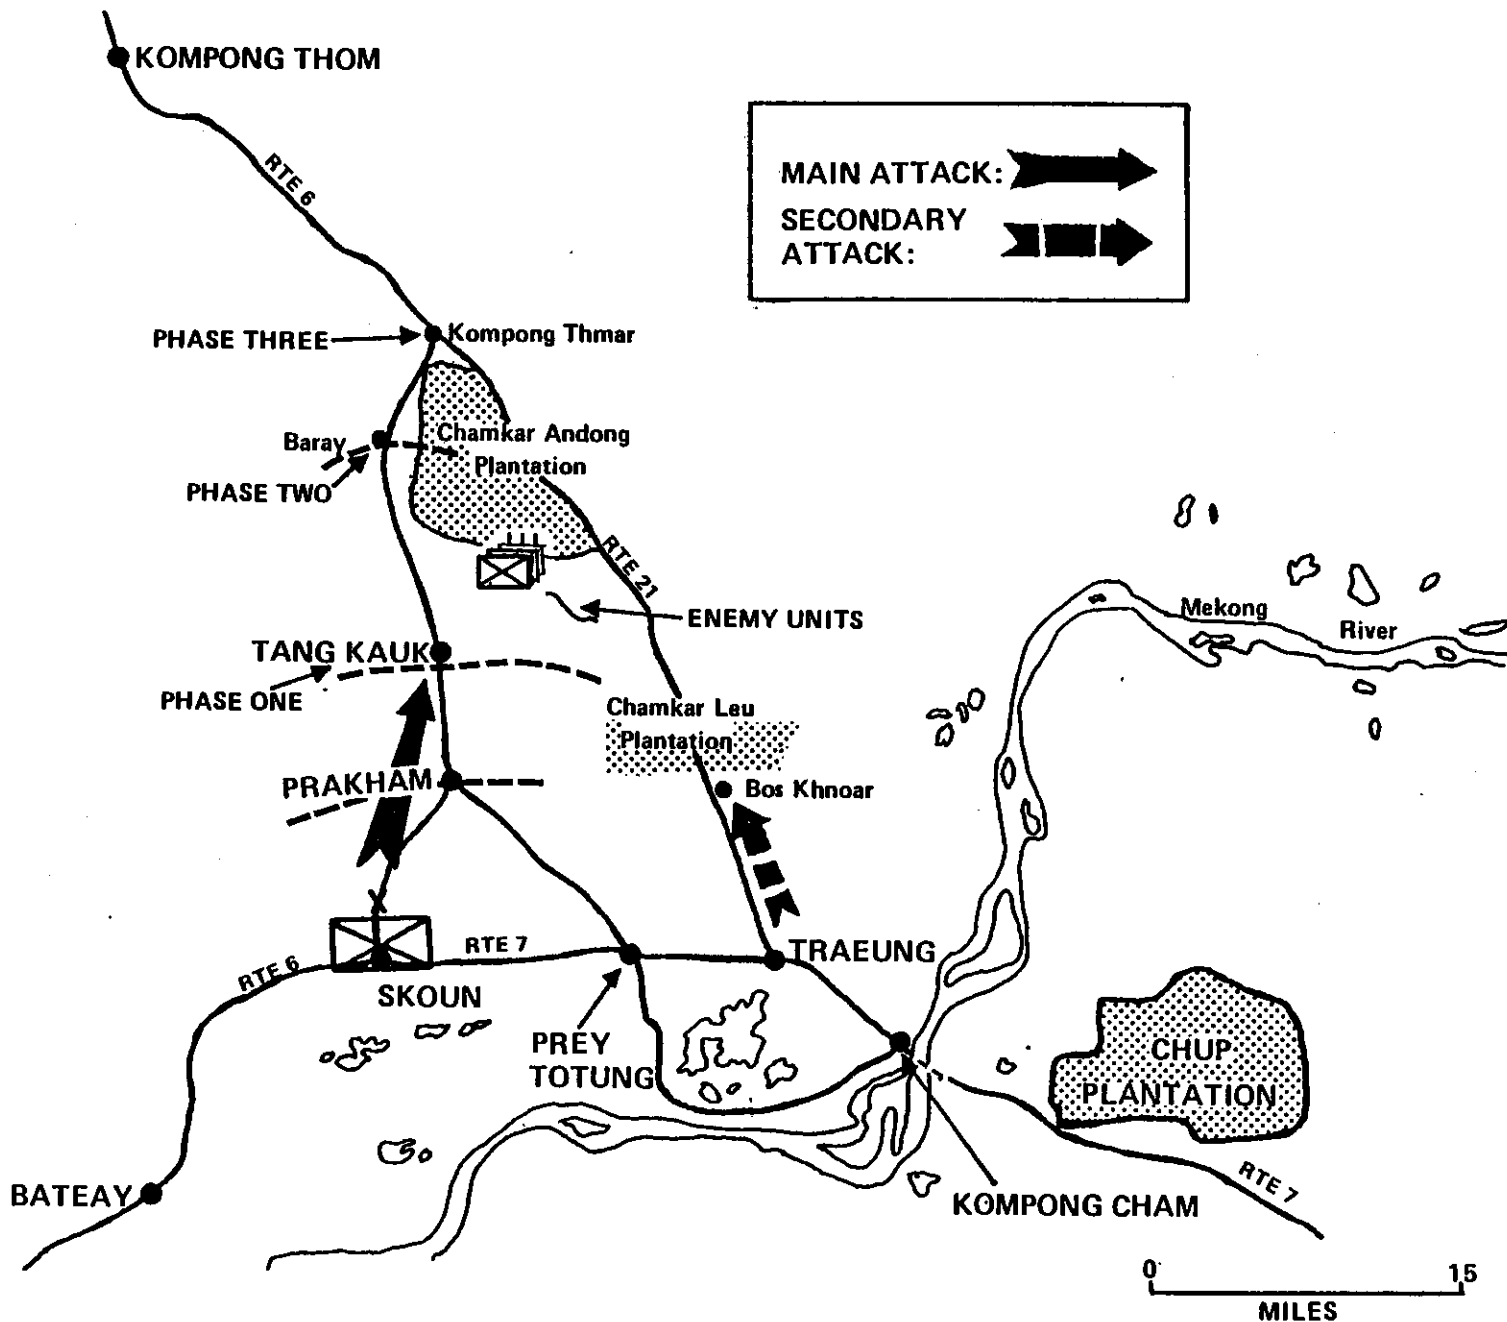 KOMPONG THOM
RTE 6
MAIN ATTACK:
SECONDARY
ATTACK:
PHASE THREE
Kompong Thmar
Baray
Chamkar Andong
Plantation
PHASE TWO
RTE 21
ENEMY UNITS
Mekong
River
TANG KAUK
PHASE ONE
Chamkar Leu
Plantation
PRAKHAM
Bos Khnoar
X
RTE 7
TRAEUNG
RTE 6
SKOUN
PREY
TOTUNG
CHUP
PLANTATION
BATEAY
KOMPONG CHAM
RTE 7
0 15
MILES